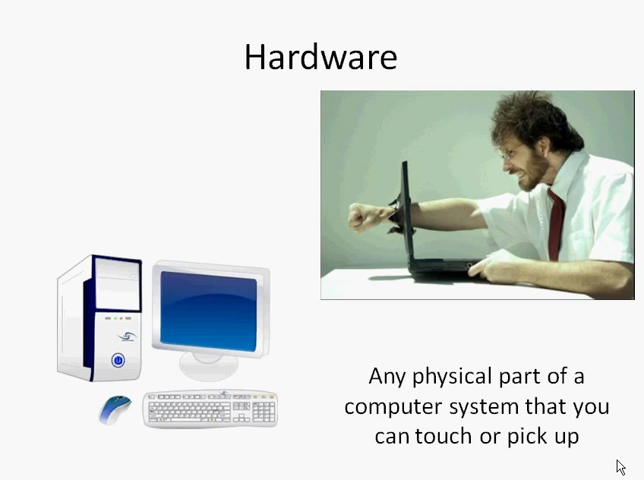 Hardware
Any physical part of a
computer system that you
can touch or pick up